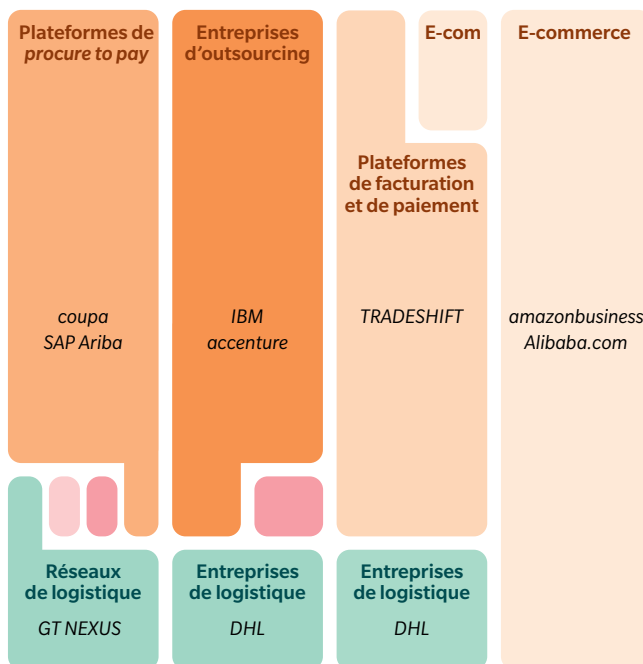 Plateformes de
procure to pay
coupa
SAP Ariba
Entreprises
d'outsourcing
IBM
accenture
E-com
Plateformes
de facturation
et de paiement
TRADESHIFT
E-commerce
amazonbusiness
Alibaba.com
Réseaux
de logistique
GT NEXUS
Entreprises
de logistique
DHL
Entreprises
de logistique
DHL